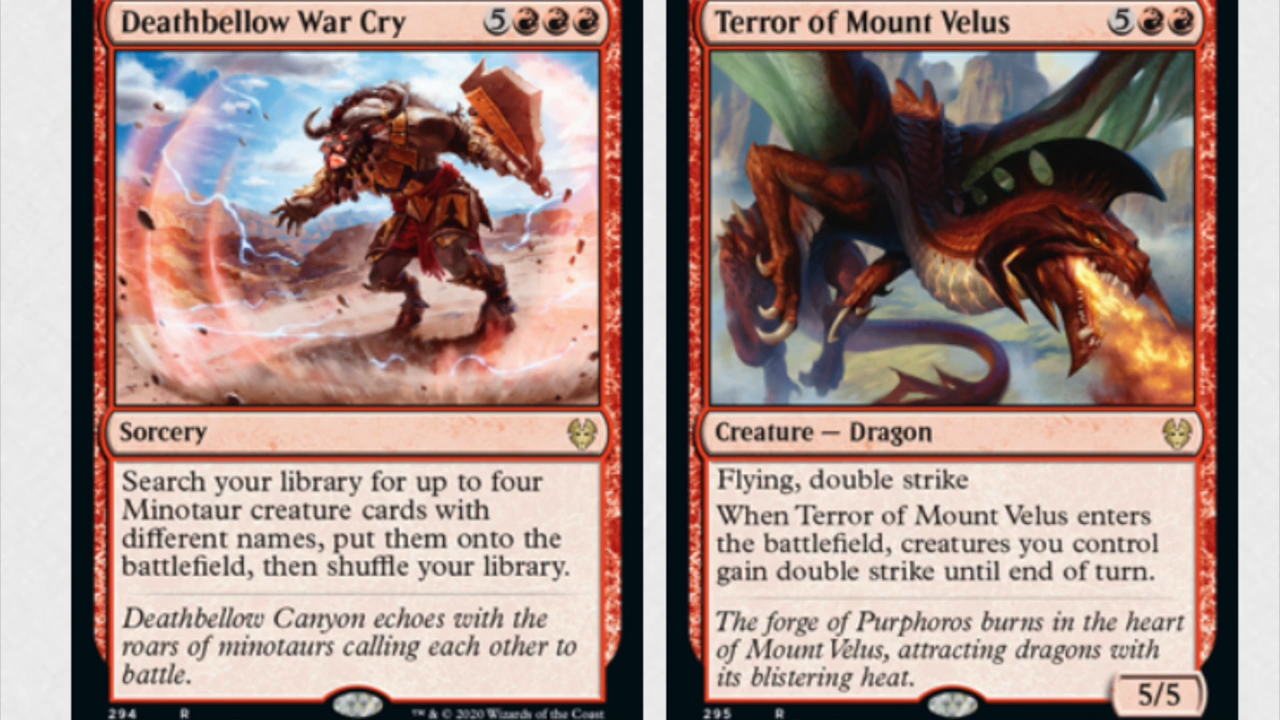 Deathbellow War Cry 5
Sorcery
Search your library for up to four
Minotaur creature cards with
different names, put them onto the
battlefield, then shuffle your library.
Deathbellow Canyon echoes with the
roars of minotaurs calling each other to
battle.
294 R ™ & © 2020 Wizards of the Coast
Terror of Mount Velus 5
Creature — Dragon
Flying, double strike
When Terror of Mount Velus enters
the battlefield, creatures you control
gain double strike until end of turn.
The forge of Purphoros burns in the heart
of Mount Velus, attracting dragons with
its blistering heat.
5/5
295 R